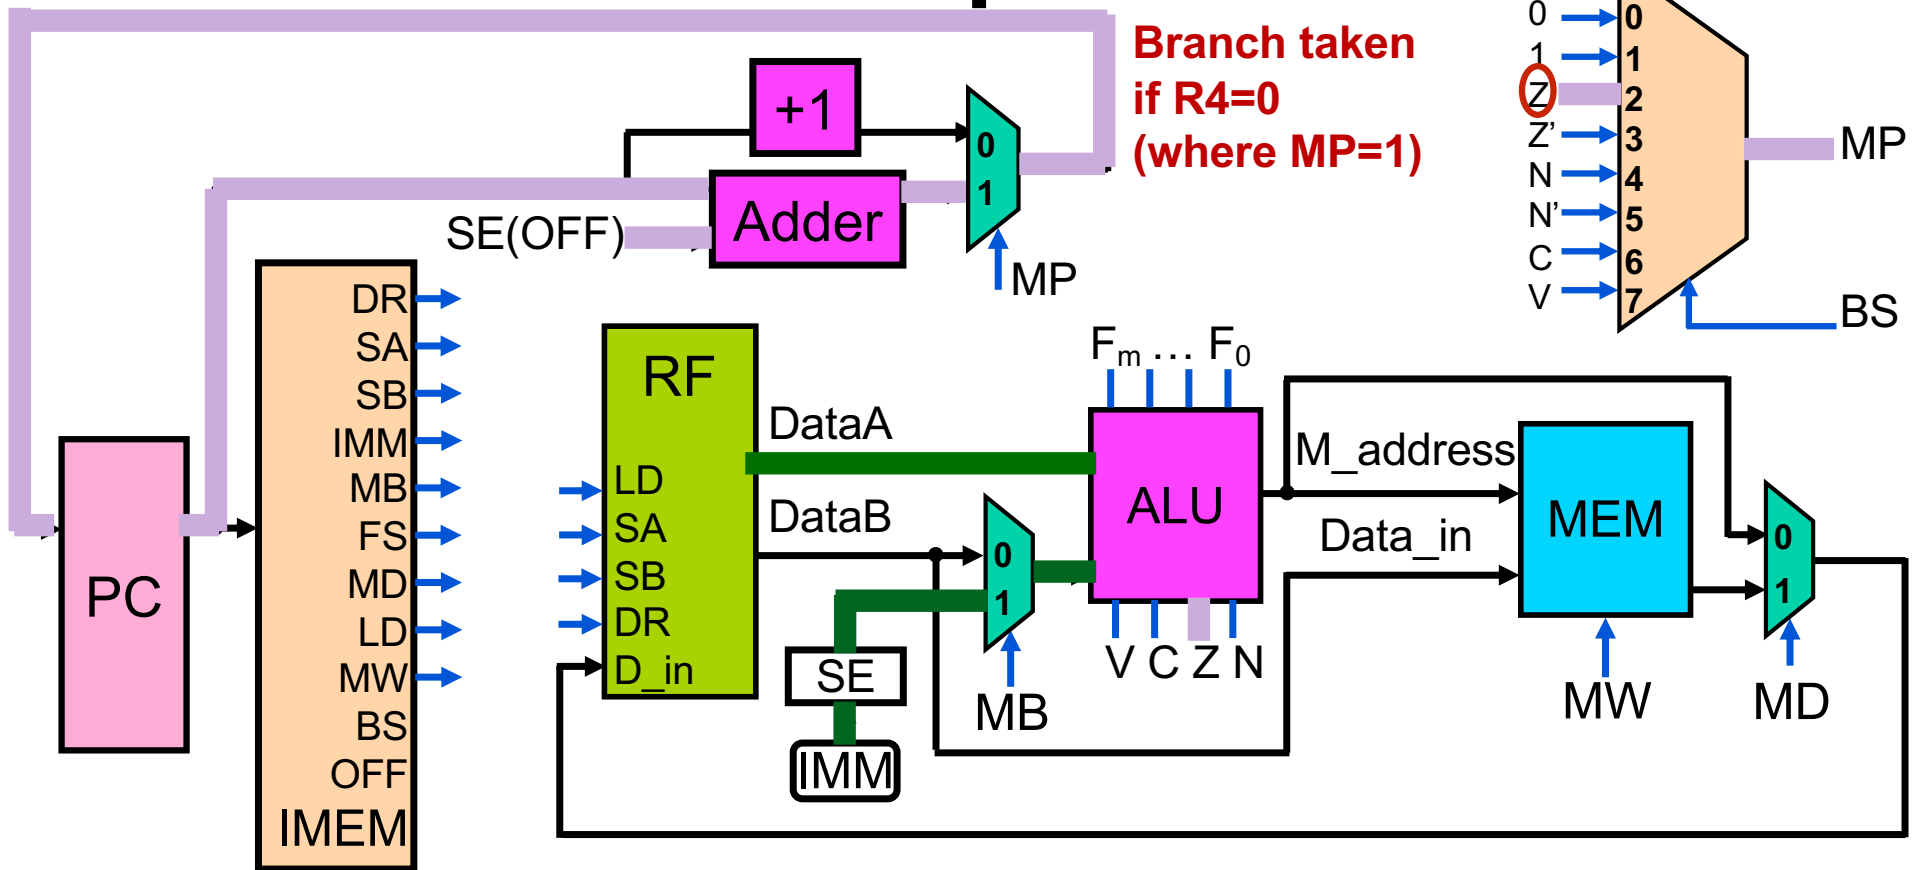 Branch taken
if R4=0
(where MP=1)
+1
0
1
Adder
SE(OFF)
MP
0
1
Z
Z'
N
N'
C
V
0
1
2
3
4
5
6
7
MP
BS
DR
SA
SB
IMM
MB
FS
MD
LD
MW
BS
OFF
IMEM
PC
RF
LD
SA
SB
DR
D_in
DataA
DataB
0
1
MB
SE
IMM
Fm … F0
ALU
V C Z N
M_address
Data_in
MEM
MW
0
1
MD